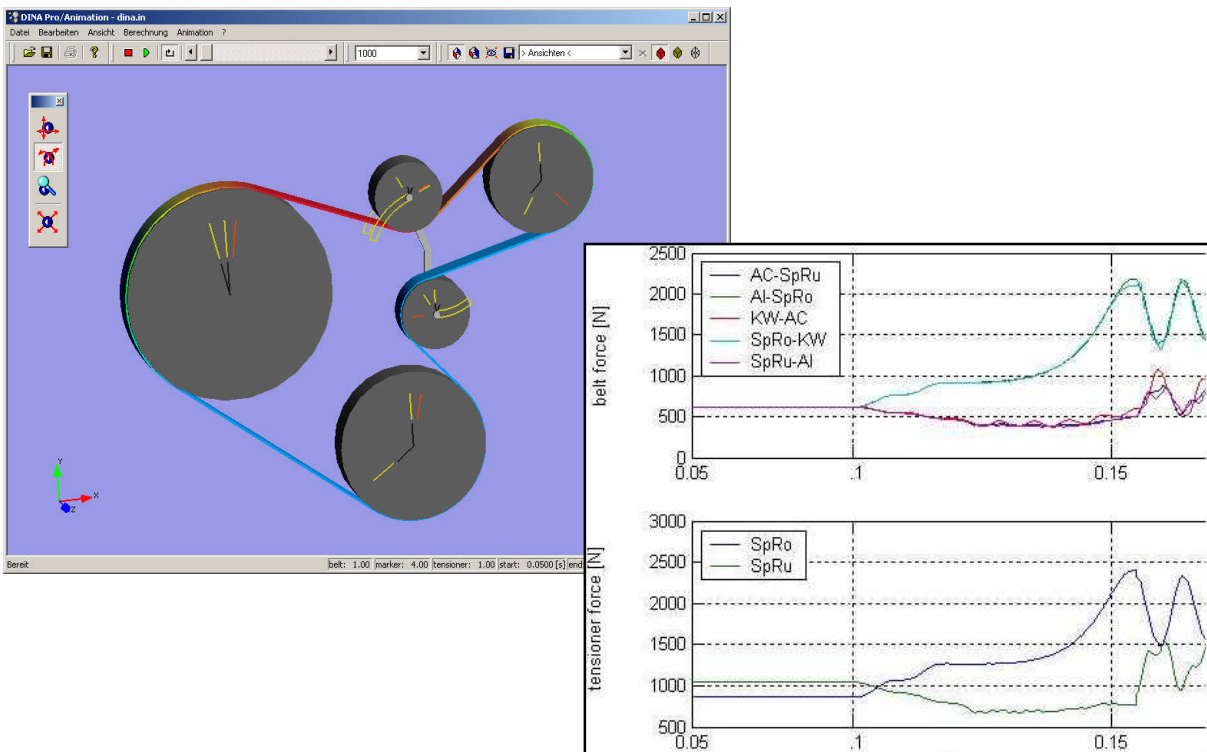 DINA Pro/Animation - dina.in
Datei Bearbeiten Ansicht Berechnung Animation ?
1000
> Ansichten <
V
V
Y
X
Z
Bereit
belt: 1.00 marker: 4.00 tensioner: 1.00 start: 0.0500 [s] end:
belt force [N]
2500
2000
1500
1000
500
0
AC-SpRu
Al-SpRo
KW-AC
SpRo-KW
SpRu-Al
0.05 .1 0.15
tensioner force [N]
3000
2500
2000
1500
1000
500
SpRo
SpRu
0.05 .1 0.15